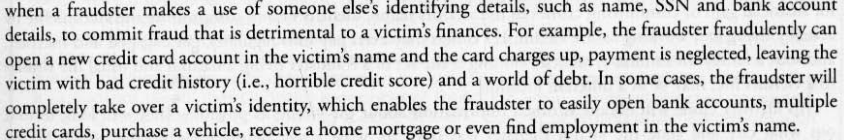 when a fraudster makes a use of someone else's identifying details, such as name, SSN and bank account
details, to commit fraud that is detrimental to a victim's finances. For example, the fraudster fraudulently can
open a new credit card account in the victim's name and the card charges up, payment is neglected, leaving the
victim with bad credit history (i.e., horrible credit score) and a world of debt. In some cases, the fraudster will
completely take over a victim's identity, which enables the fraudster to easily open bank accounts, multiple
credit cards, purchase a vehicle, receive a home mortgage or even find employment in the victim's name.